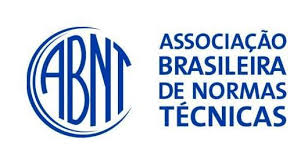 ABNT
ASSOCIAÇÃO
BRASILEIRA
DE NORMAS
TÉCNICAS